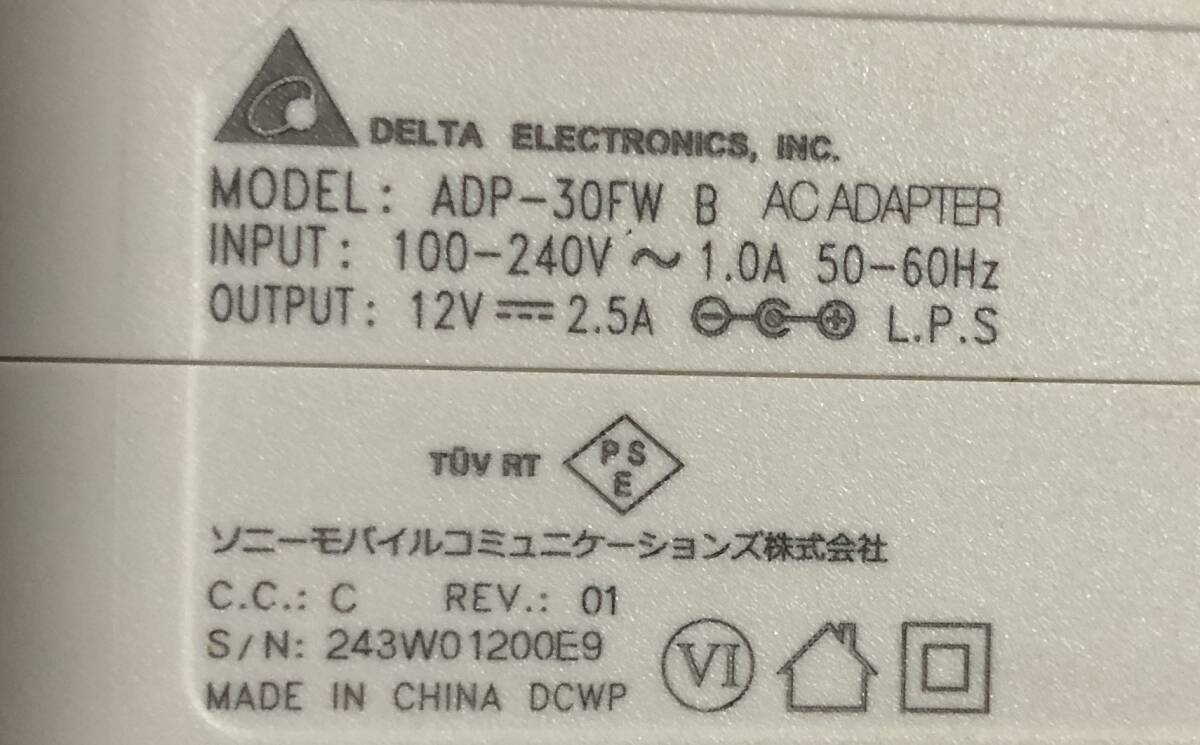 DELTA ELECTRONICS, INC.
MODEL: ADP-30FW B AC ADAPTER
INPUT: 100-240V ~ 1.0A 50-60Hz
OUTPUT: 12V ⎓ 2.5A L.P.S
TÜV RT PSE
ソニーモバイルコミュニケーションズ株式会社
C.C.: C REV.: 01
S/N: 243W01200E9
MADE IN CHINA DCWP
VI